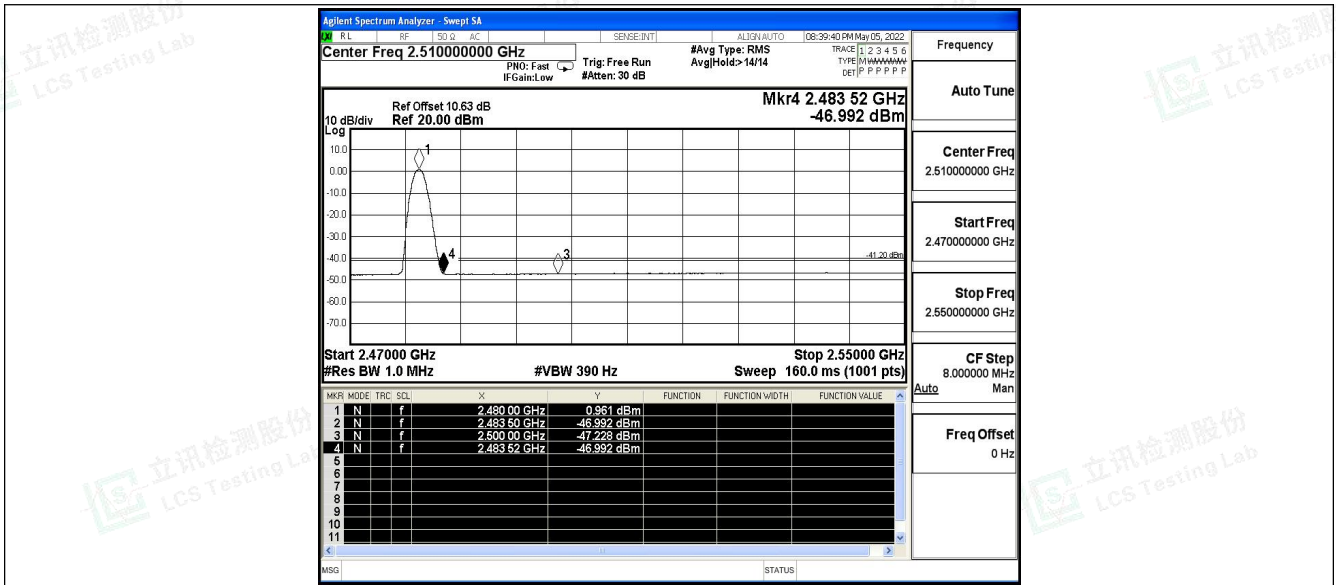 Agilent Spectrum Analyzer - Swept SA
RL RF 50 Ω AC SENSE:INT ALIGN AUTO 08:39:40 PM May 05, 2022
Center Freq 2.510000000 GHz
PNO: Fast
IFGain:Low
Trig: Free Run
#Atten: 30 dB
#Avg Type: RMS
Avg|Hold:> 14/14
TRACE 1 2 3 4 5 6
TYPE M
DET P P P P P P
Frequency
Auto Tune
Center Freq
2.510000000 GHz
Start Freq
2.470000000 GHz
Stop Freq
2.550000000 GHz
CF Step
8.000000 MHz
Auto Man
Freq Offset
0 Hz
Mkr4 2.483 52 GHz
-46.992 dBm
Ref Offset 10.63 dB
10 dB/div Ref 20.00 dBm
Log
10.0
0.00
-10.0
-20.0
-30.0
-40.0
-50.0
-60.0
-70.0
1
4
3
-41.20 dBm
Start 2.47000 GHz Stop 2.55000 GHz
#Res BW 1.0 MHz #VBW 390 Hz Sweep 160.0 ms (1001 pts)
MKR MODE TRC SCL X Y FUNCTION FUNCTION WIDTH FUNCTION VALUE
1 N f 2.480 00 GHz 0.961 dBm
2 N f 2.483 50 GHz -46.992 dBm
3 N f 2.500 00 GHz -47.228 dBm
4 N f 2.483 52 GHz -46.992 dBm
5
6
7
8
9
10
11
MSG STATUS
立讯检测股份
LCS Testing Lab
立讯检测股份
LCS Testing Lab
立讯检测股份
LCS Testing Lab
立讯检测股份
LCS Testing Lab